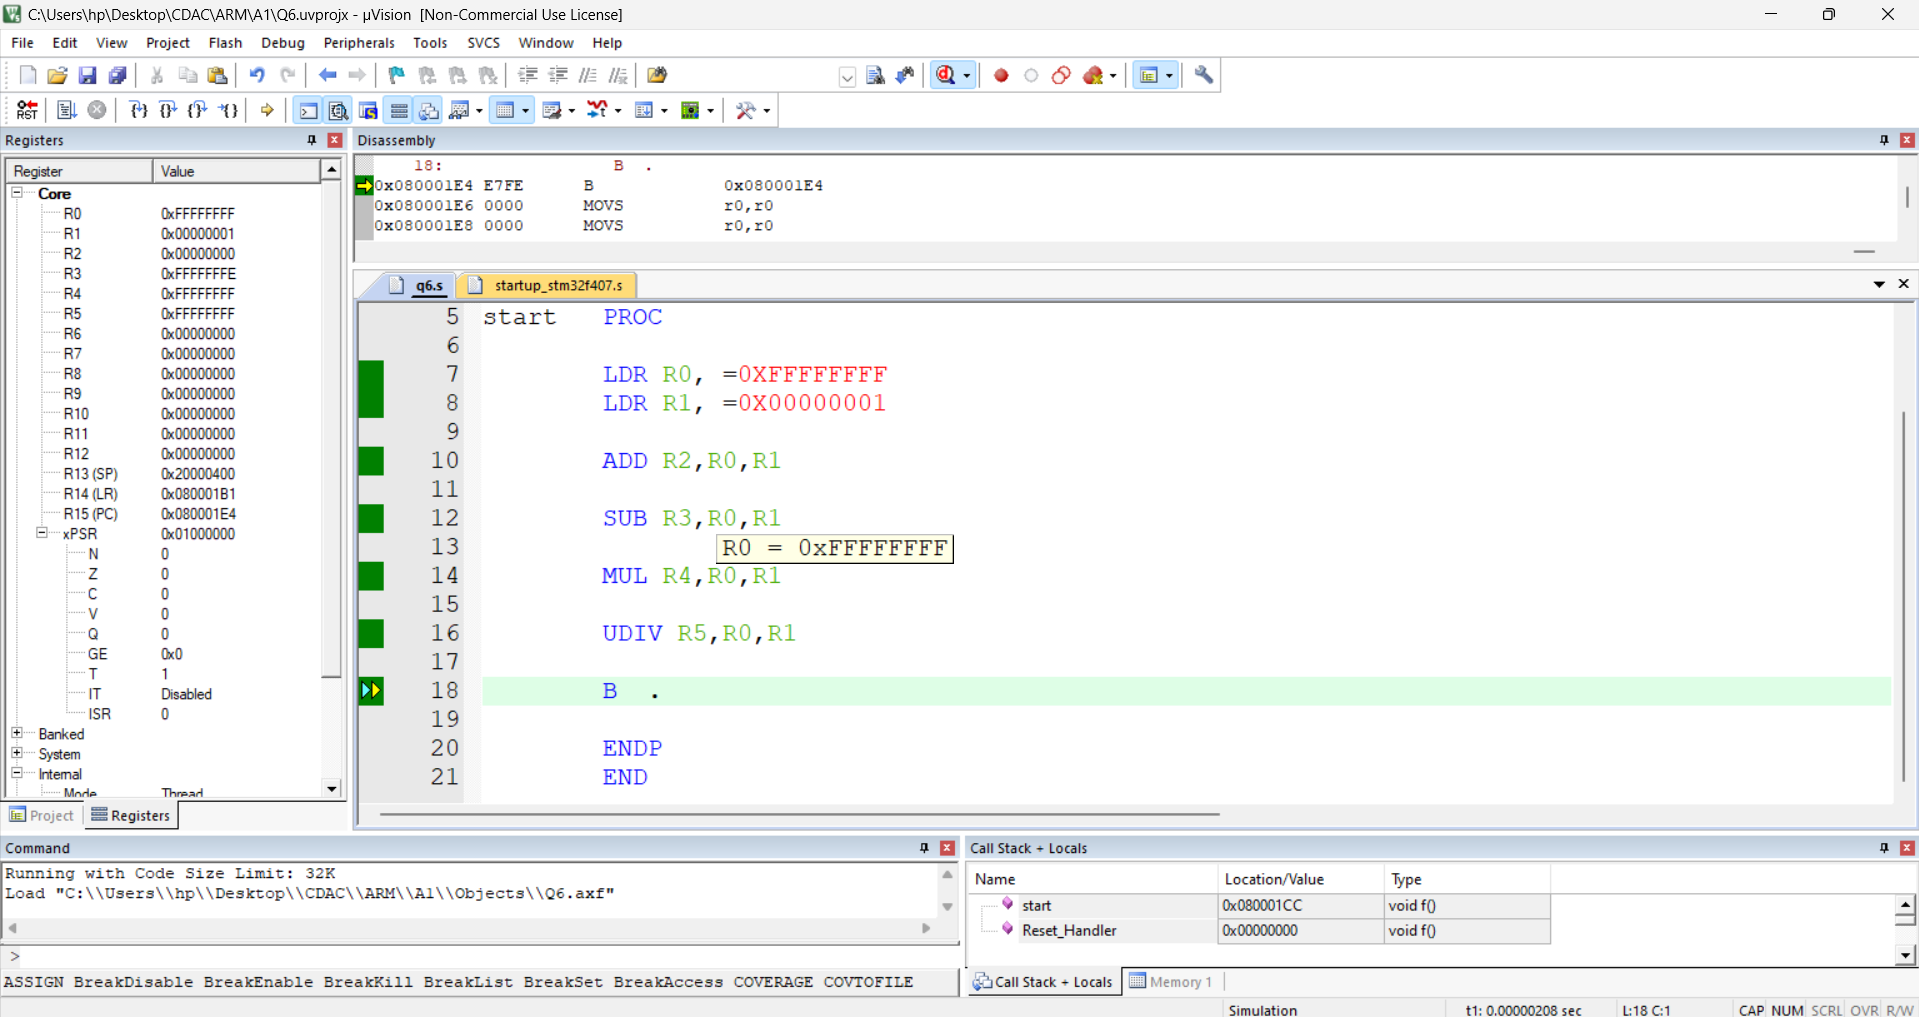 C:\Users\hp\Desktop\CDAC\ARM\A1\Q6.uvprojx - µVision [Non-Commercial Use License]
File Edit View Project Flash Debug Peripherals Tools SVCS Window Help
RST
Registers
Register Value
Core
R0 0xFFFFFFFF
R1 0x00000001
R2 0x00000000
R3 0xFFFFFFFE
R4 0xFFFFFFFF
R5 0xFFFFFFFF
R6 0x00000000
R7 0x00000000
R8 0x00000000
R9 0x00000000
R10 0x00000000
R11 0x00000000
R12 0x00000000
R13 (SP) 0x20000400
R14 (LR) 0x080001B1
R15 (PC) 0x080001E4
xPSR 0x01000000
N 0
Z 0
C 0
V 0
Q 0
GE 0x0
T 1
IT Disabled
ISR 0
Banked
System
Internal
Mode Thread
Project Registers
Disassembly
18: B .
0x080001E4 E7FE B 0x080001E4
0x080001E6 0000 MOVS r0,r0
0x080001E8 0000 MOVS r0,r0
q6.s startup_stm32f407.s
5 start PROC
6
7 LDR R0, =0XFFFFFFFF
8 LDR R1, =0X00000001
9
10 ADD R2,R0,R1
11
12 SUB R3,R0,R1
13 R0 = 0xFFFFFFFF
14 MUL R4,R0,R1
15
16 UDIV R5,R0,R1
17
18 B .
19
20 ENDP
21 END
Command
Running with Code Size Limit: 32K
Load "C:\\Users\\hp\\Desktop\\CDAC\\ARM\\A1\\Objects\\Q6.axf"
>
ASSIGN BreakDisable BreakEnable BreakKill BreakList BreakSet BreakAccess COVERAGE COVTOFILE
Call Stack + Locals
Name Location/Value Type
start 0x080001CC void f()
Reset_Handler 0x00000000 void f()
Call Stack + Locals Memory 1
Simulation t1: 0.00000208 sec L:18 C:1 CAP NUM SCRL OVR R/W